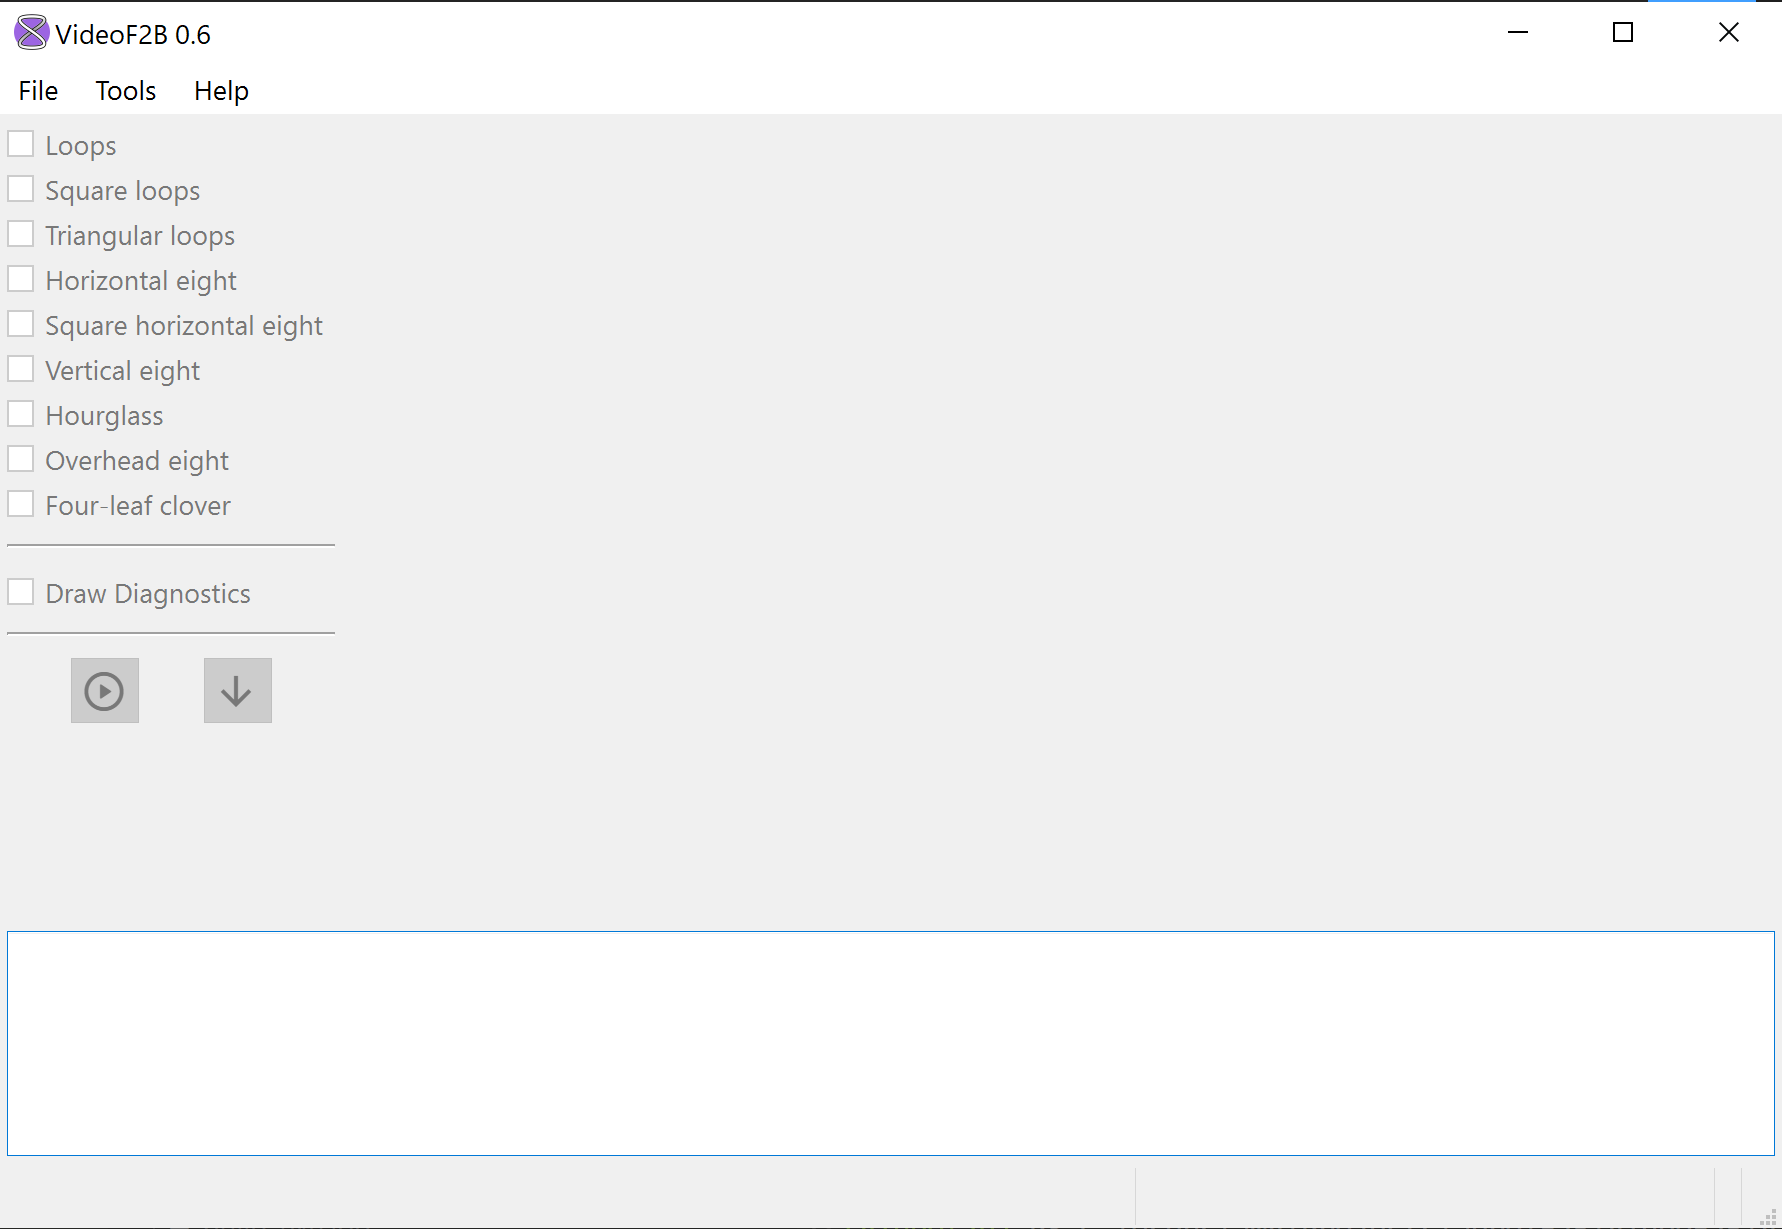 VideoF2B 0.6
File Tools Help
Loops
Square loops
Triangular loops
Horizontal eight
Square horizontal eight
Vertical eight
Hourglass
Overhead eight
Four-leaf clover
Draw Diagnostics